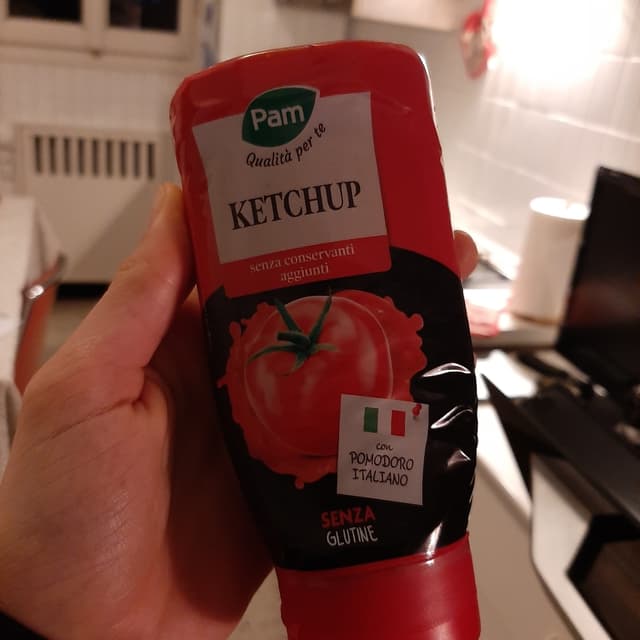 Pam
Qualità per te
KETCHUP
senza conservanti
aggiunti
con
POMODORO
ITALIANO
SENZA
GLUTINE